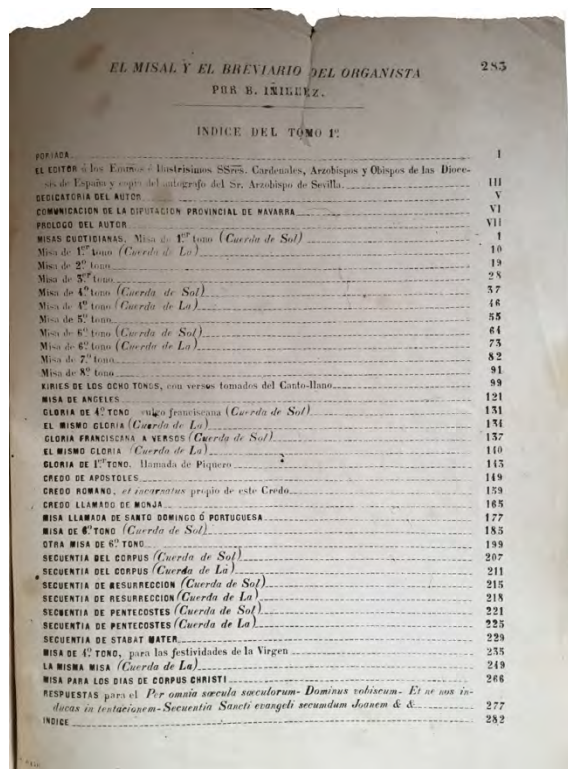 EL MISAL Y EL BREVIARIO DEL ORGANISTA 283
POR B. IÑIGUEZ.
INDICE DEL TOMO 1º.
PORTADA 1
EL EDITOR á los Emmos é Ilustrisimos SSres. Cardenales, Arzobispos y Obispos de las Dioce-
sis de España y copia del autografo del Sr. Arzobispo de Sevilla. III
DEDICATORIA DEL AUTOR V
COMUNICACION DE LA DIPUTACION PROVINCIAL DE NAVARRA VI
PROLOGO DEL AUTOR VII
MISAS CUOTIDIANAS, Misa de 1er tono (Cuerda de Sol) 1
Misa de 1er tono (Cuerda de La) 10
Misa de 2º tono 19
Misa de 3er tono 28
Misa de 4º tono (Cuerda de Sol) 37
Misa de 4º tono (Cuerda de La) 46
Misa de 5º tono 55
Misa de 6º tono (Cuerda de Sol) 64
Misa de 6º tono (Cuerda de La) 73
Misa de 7º tono 82
Misa de 8º tono 91
KIRIES DE LOS OCHO TONOS, con versos tomados del Canto-llano 99
MISA DE ANGELES 121
GLORIA DE 4º TONO vulgo franciscana (Cuerda de Sol) 131
EL MISMO GLORIA (Cuerda de La) 134
GLORIA FRANCISCANA A VERSOS (Cuerda de Sol) 137
EL MISMO GLORIA (Cuerda de La) 140
GLORIA DE 1er TONO. llamada de Piquero 143
CREDO DE APOSTOLES 149
CREDO ROMANO, et incarnatus propio de este Credo 159
CREDO LLAMADO DE MONJA 165
MISA LLAMADA DE SANTO DOMINGO Ó PORTUGUESA 177
MISA DE 6º TONO (Cuerda de Sol) 185
OTRA MISA DE 6º TONO 199
SECUENTIA DEL CORPUS (Cuerda de Sol) 207
SECUENTIA DEL CORPUS (Cuerda de La) 211
SECUENTIA DE RESURRECCION (Cuerda de Sol) 215
SECUENTIA DE RESURRECCION (Cuerda de La) 218
SECUENTIA DE PENTECOSTES (Cuerda de Sol) 221
SECUENTIA DE PENTECOSTES (Cuerda de La) 225
SECUENTIA DE STABAT MATER, 229
MISA DE 4º TONO, para las festividades de la Virgen 235
LA MISMA MISA (Cuerda de La) 249
MISA PARA LOS DIAS DE CORPUS CHRISTI 266
RESPUESTAS para el Per omnia sæcula sæculorum- Dominus vobiscum- Et ne nos in-
ducas in tentacionem- Secuentia Sancti evangeli secumdum Joanem & & 277
INDICE 282